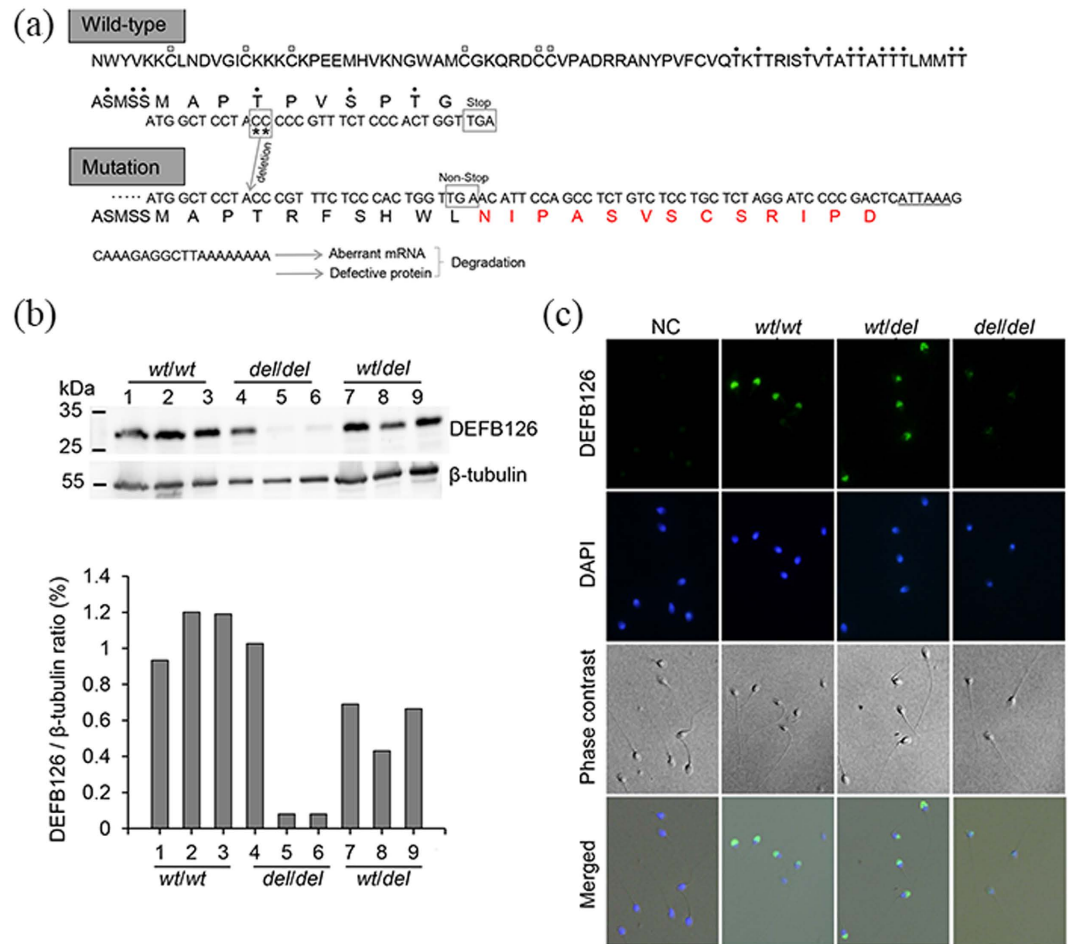 (a)
Wild-type
NWYVKKCLNDVGICKKKCKPEEMHVKNGWAMCGKQRDCCVPADRRANYPVFCVQTKTTRISTVTATTATTTLMMTT
ASMSSMAPTPVSPTG
Stop
ATG GCT CCT ACC CCC GTT TCT CCC ACT GGT TGA
**
deletion
Mutation
Non-Stop
·····ATG GCT CCT ACC CGT TTC TCC CAC TGG TTGAACATT CCA GCC TCT GTC TCC TGC TCT AGG ATC CCC GACTCATTAAAG
ASMSS M A P T R F S H W L N I P A S V S C S R I P D
CAAAGAGGCTTAAAAAAAA
Aberrant mRNA
Defective protein
Degradation
(b)
wt/wt del/del wt/del
kDa 1 2 3 4 5 6 7 8 9
35
DEFB126
25
55 β-tubulin
DEFB126 / β-tubulin ratio (%)
1.4
1.2
1
0.8
0.6
0.4
0.2
0
1 2 3 4 5 6 7 8 9
wt/wt del/del wt/del
(c)
NC wt/wt wt/del del/del
DEFB126
DAPI
Phase contrast
Merged